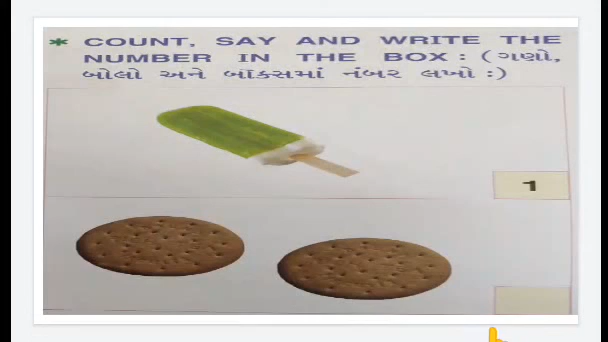 * COUNT, SAY AND WRITE THE
NUMBER IN THE BOX : (ગણો,
બોલો અને બૉક્સમાં નંબર લખો :)
1